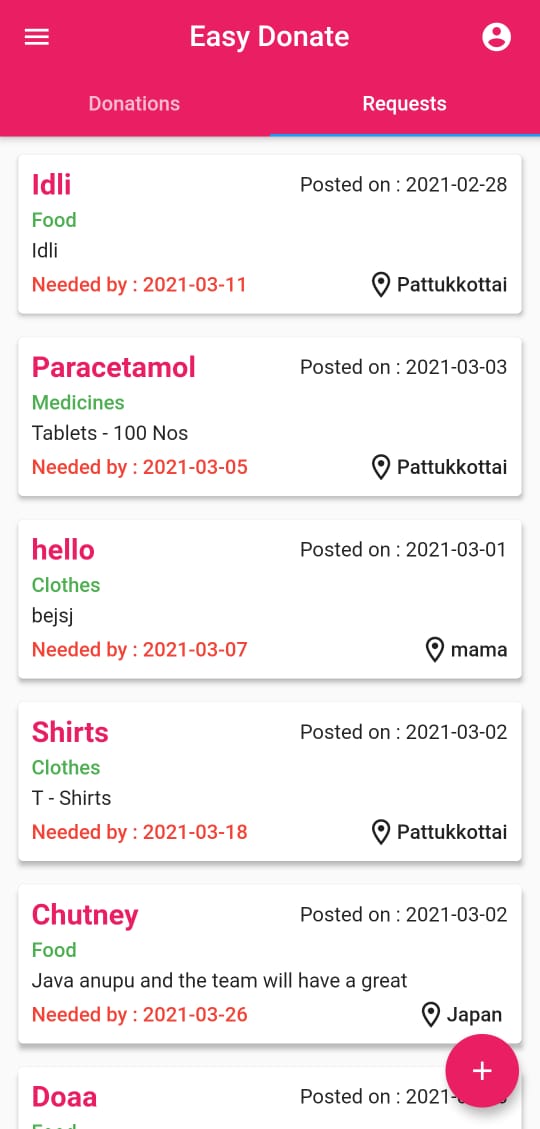 Easy Donate
Donations Requests
Idli Posted on : 2021-02-28
Food
Idli
Needed by : 2021-03-11 Pattukkottai
Paracetamol Posted on : 2021-03-03
Medicines
Tablets - 100 Nos
Needed by : 2021-03-05 Pattukkottai
hello Posted on : 2021-03-01
Clothes
bejsj
Needed by : 2021-03-07 mama
Shirts Posted on : 2021-03-02
Clothes
T - Shirts
Needed by : 2021-03-18 Pattukkottai
Chutney Posted on : 2021-03-02
Food
Java anupu and the team will have a great
Needed by : 2021-03-26 Japan
Doaa Posted on :